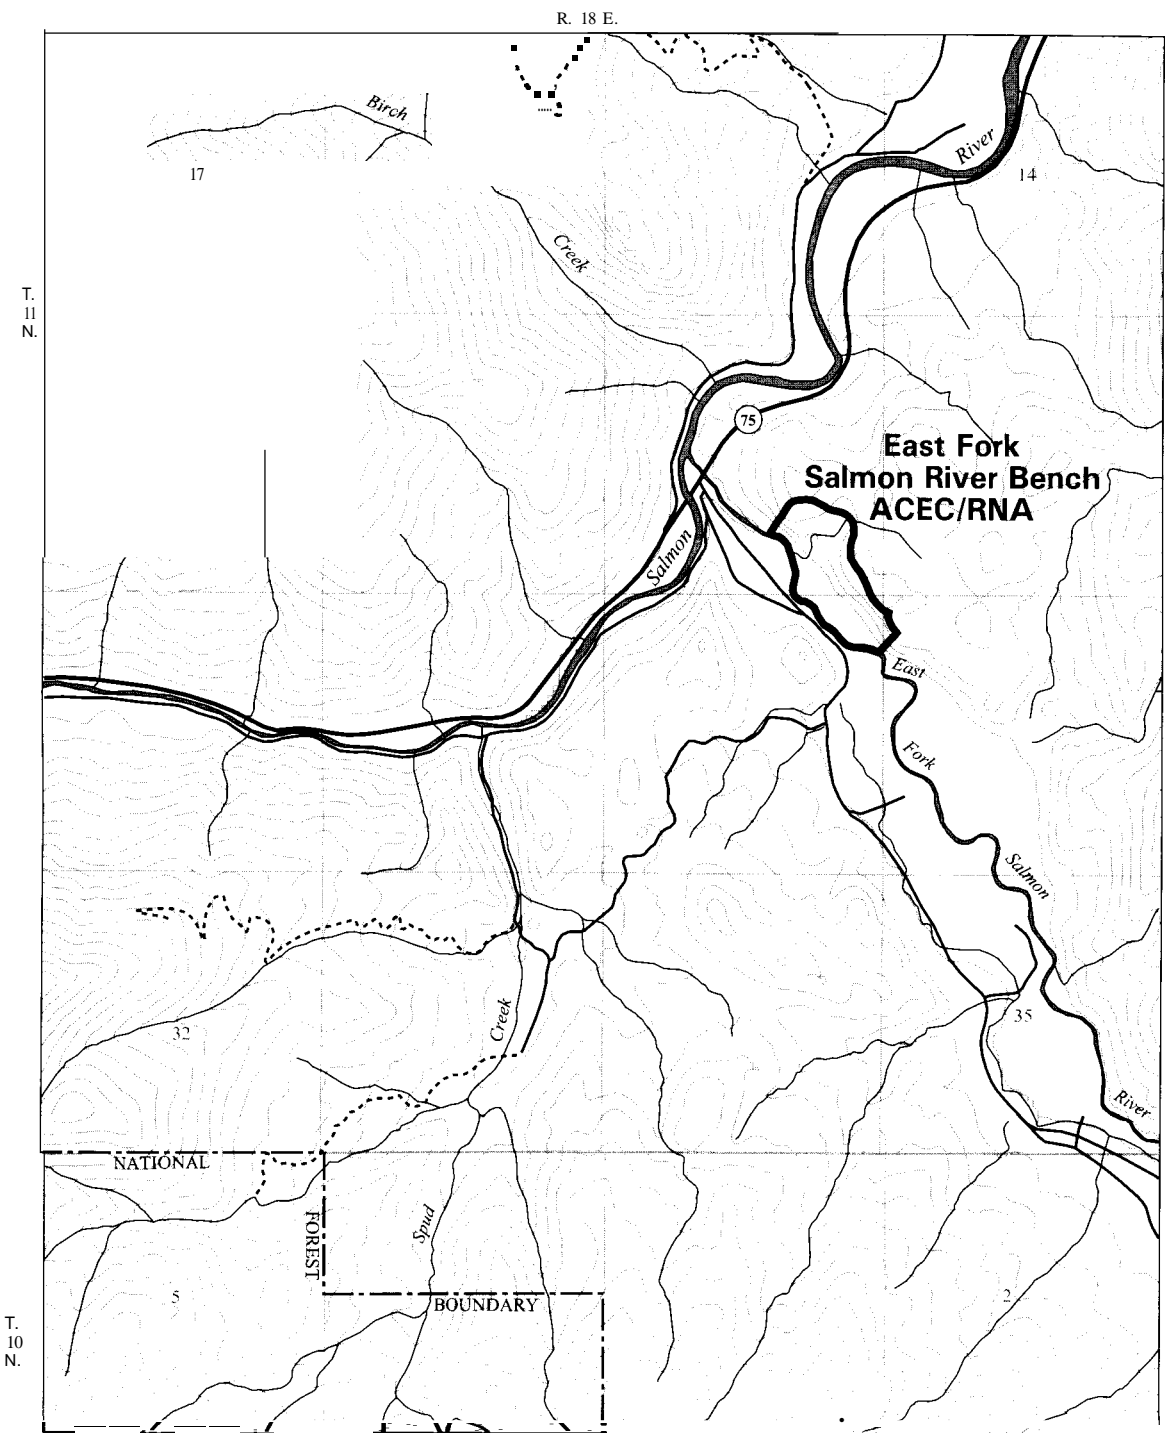 R. 18 E.
Birch
River
17
14
Creek
T.
11
N.
75
East Fork
Salmon River Bench
ACEC/RNA
Salmon
East
Fork
Salmon
Creek
35
32
River
NATIONAL
FOREST
Spud
5
BOUNDARY
2
T.
10
N.